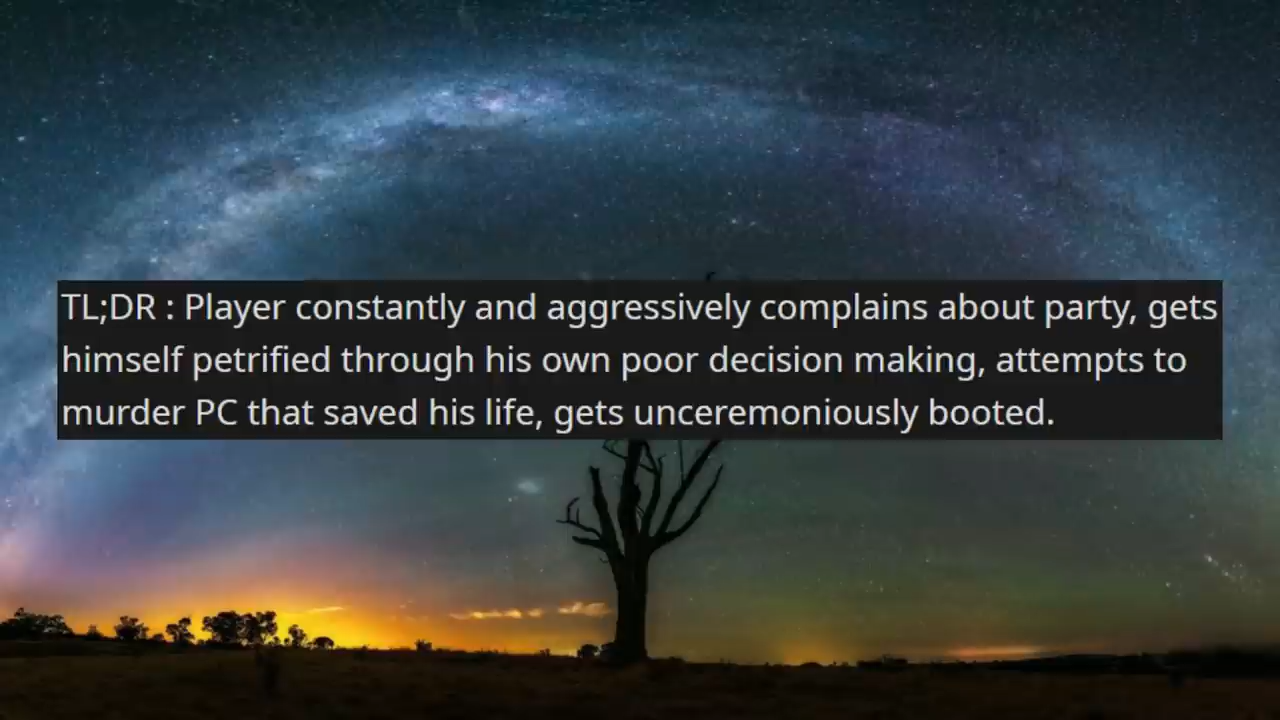 TL;DR : Player constantly and aggressively complains about party, gets
himself petrified through his own poor decision making, attempts to
murder PC that saved his life, gets unceremoniously booted.